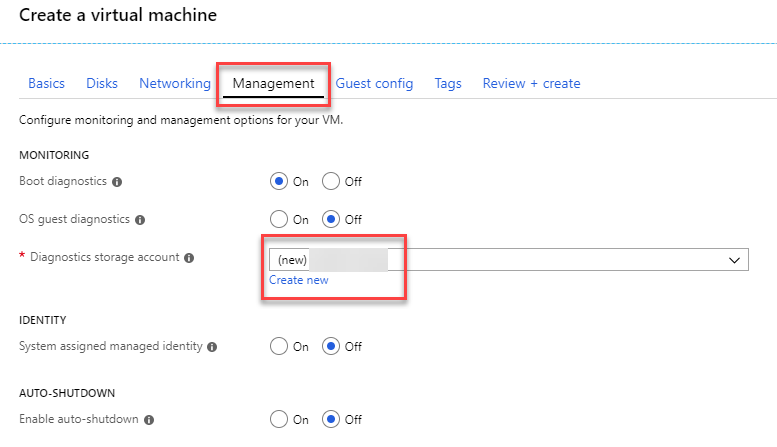 Create a virtual machine
Basics Disks Networking Management Guest config Tags Review + create
Configure monitoring and management options for your VM.
MONITORING
Boot diagnostics On Off
OS guest diagnostics On Off
* Diagnostics storage account (new)
Create new
IDENTITY
System assigned managed identity On Off
AUTO-SHUTDOWN
Enable auto-shutdown On Off